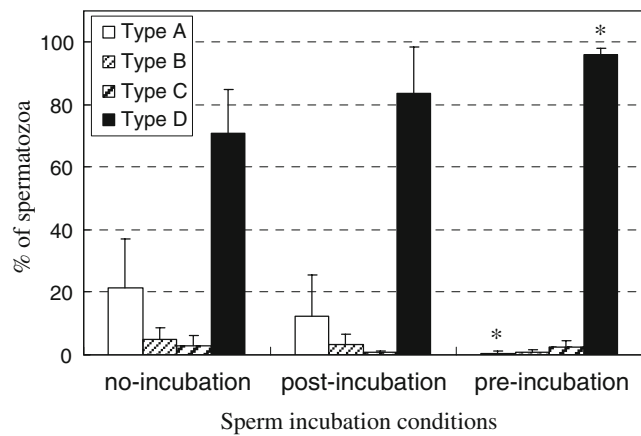 Type A
Type B
Type C
Type D
% of spermatozoa
100
80
60
40
20
0
*
*
no-incubation post-incubation pre-incubation
Sperm incubation conditions